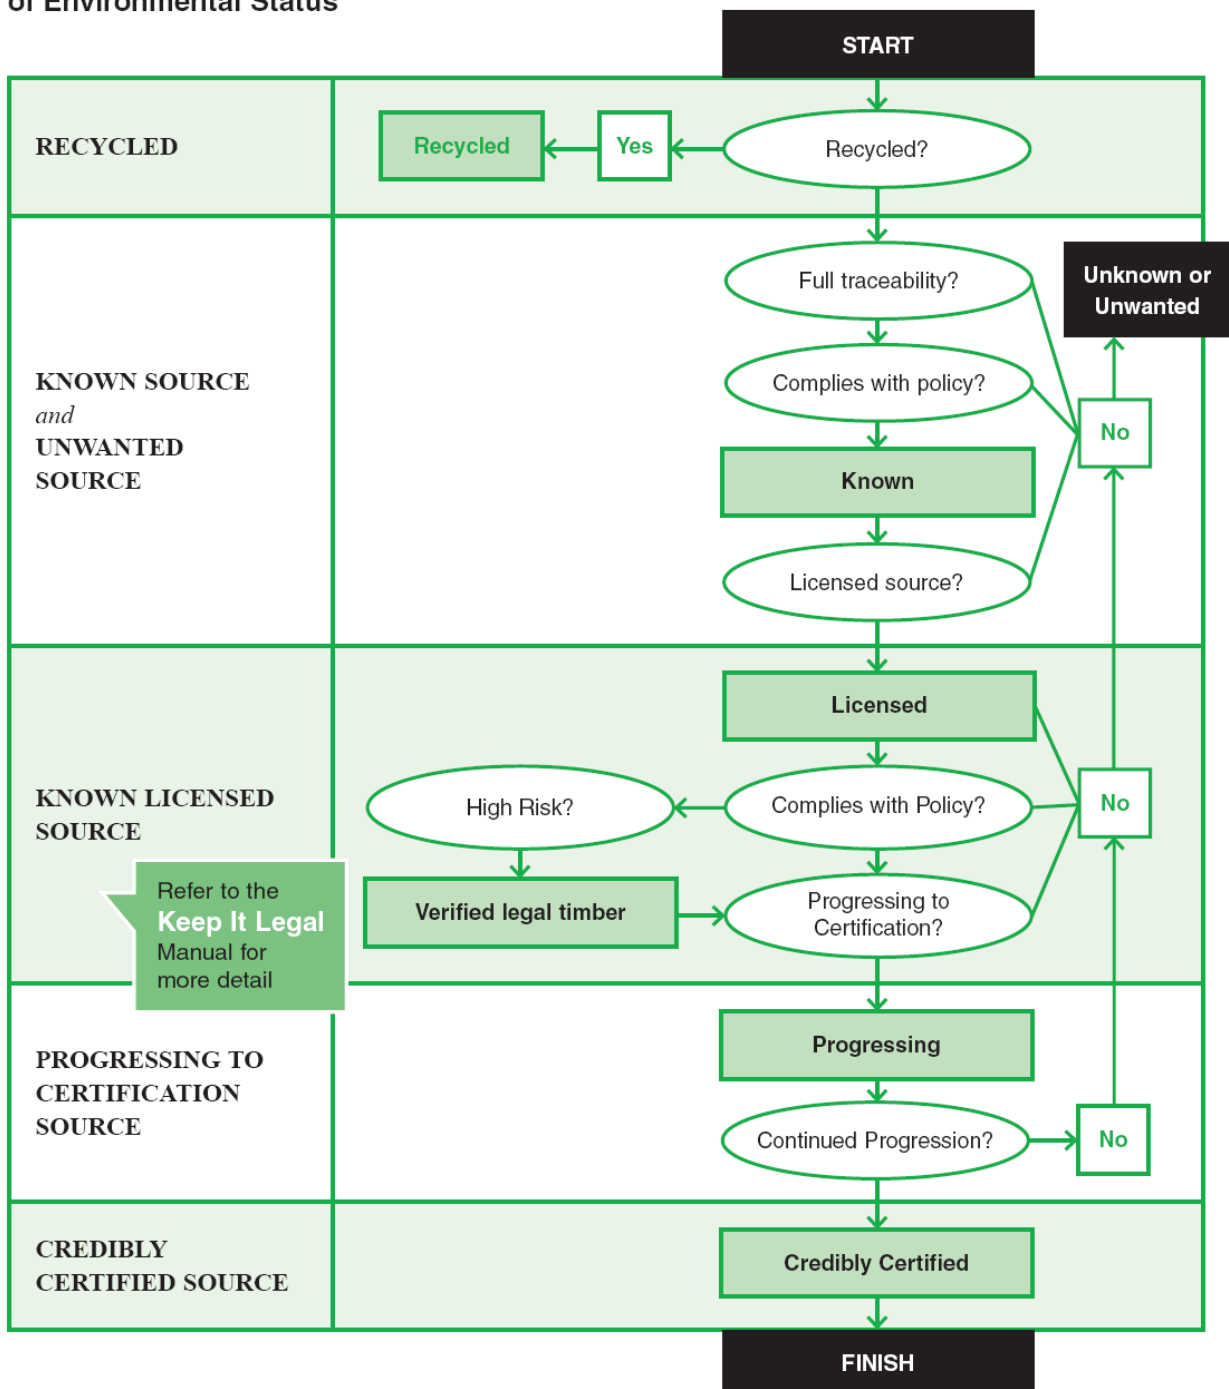 of Environmental Status
START
RECYCLED
Recycled
Yes
Recycled?
Full traceability?
Unknown or
Unwanted
KNOWN SOURCE
and
UNWANTED
SOURCE
Complies with policy?
No
Known
Licensed source?
Licensed
KNOWN LICENSED
SOURCE
High Risk?
Complies with Policy?
No
Refer to the
Keep It Legal
Manual for
more detail
Verified legal timber
Progressing to
Certification?
PROGRESSING TO
CERTIFICATION
SOURCE
Progressing
Continued Progression?
No
CREDIBLY
CERTIFIED SOURCE
Credibly Certified
FINISH